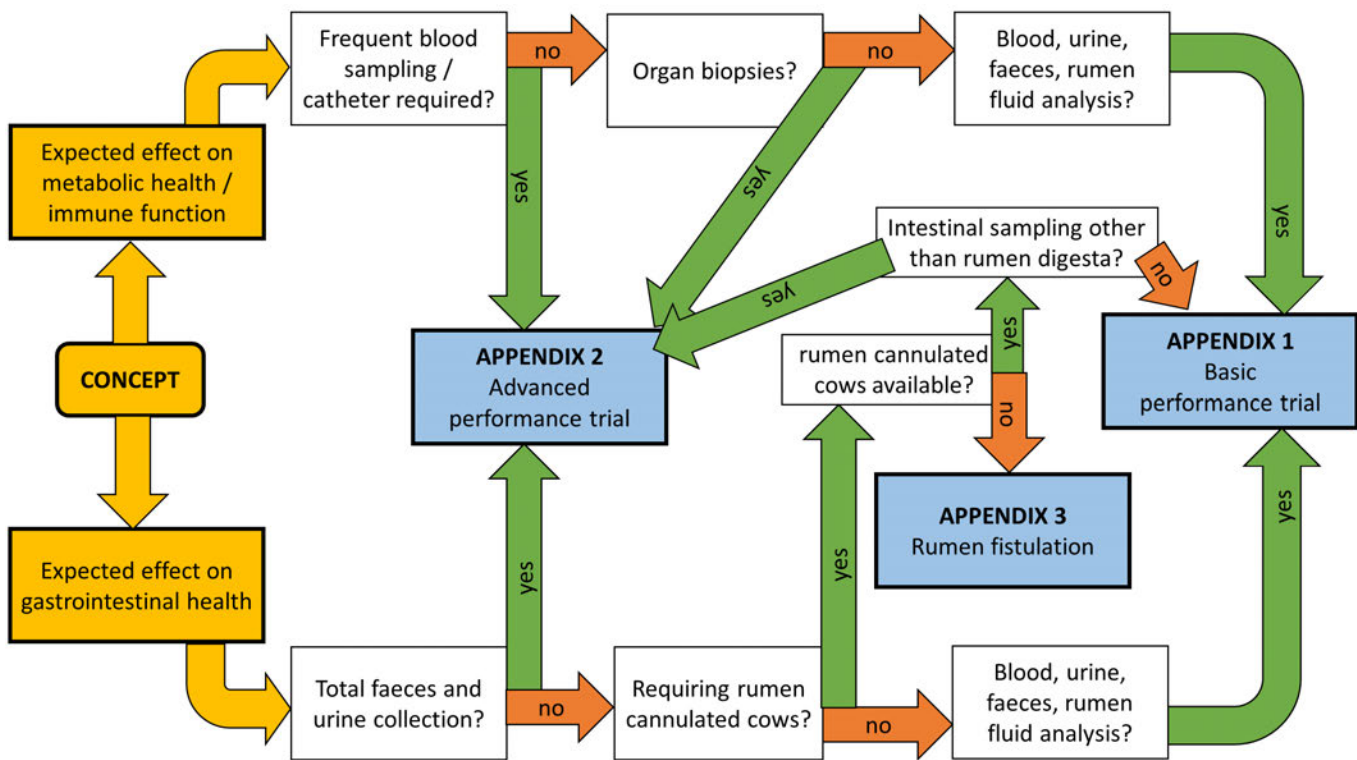 Frequent blood
sampling /
catheter required?
no
Organ biopsies?
no
Blood, urine,
faeces, rumen
fluid analysis?
Expected effect on
metabolic health /
immune function
yes
yes
yes
Intestinal sampling other
than rumen digesta?
yes
no
CONCEPT
APPENDIX 2
Advanced
performance trial
rumen cannulated
cows available?
yes
no
APPENDIX 1
Basic
performance trial
APPENDIX 3
Rumen fistulation
Expected effect on
gastrointestinal health
yes
yes
yes
Total faeces and
urine collection?
no
Requiring rumen
cannulated cows?
no
Blood, urine,
faeces, rumen
fluid analysis?